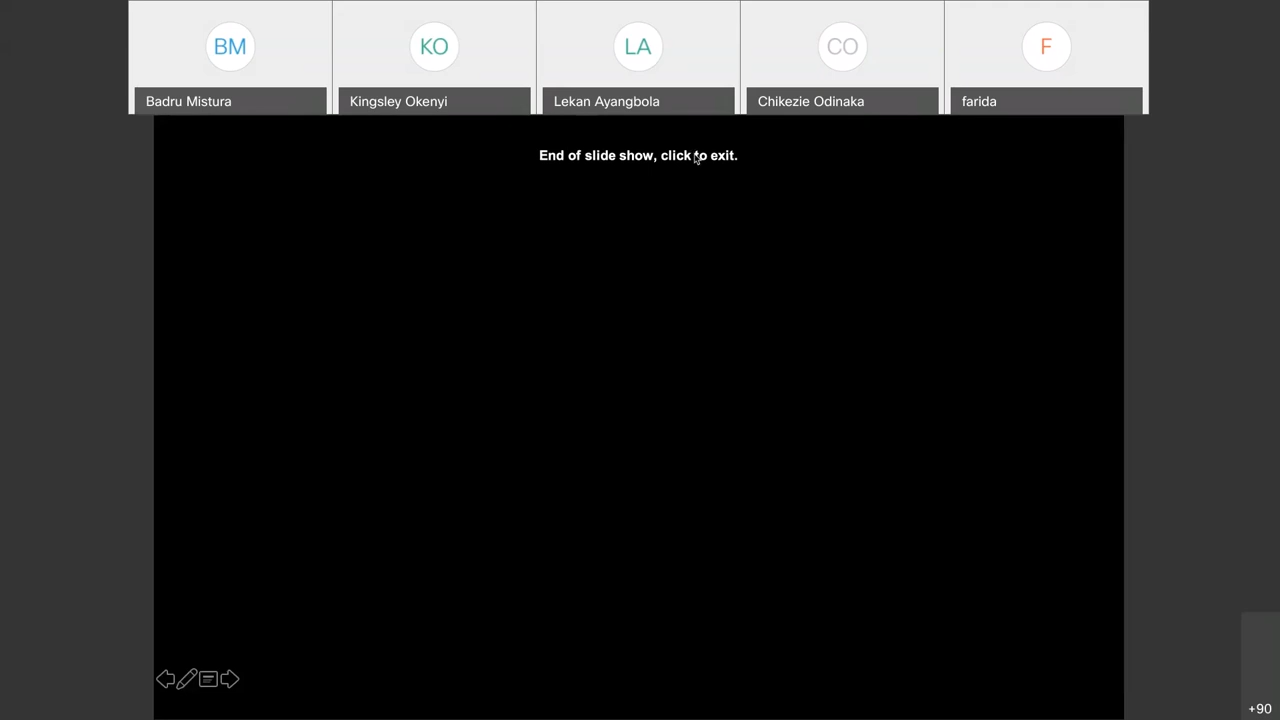 BM
KO
LA
CO
F
Badru Mistura
Kingsley Okenyi
Lekan Ayangbola
Chikezie Odinaka
farida
End of slide show, click to exit.
+90